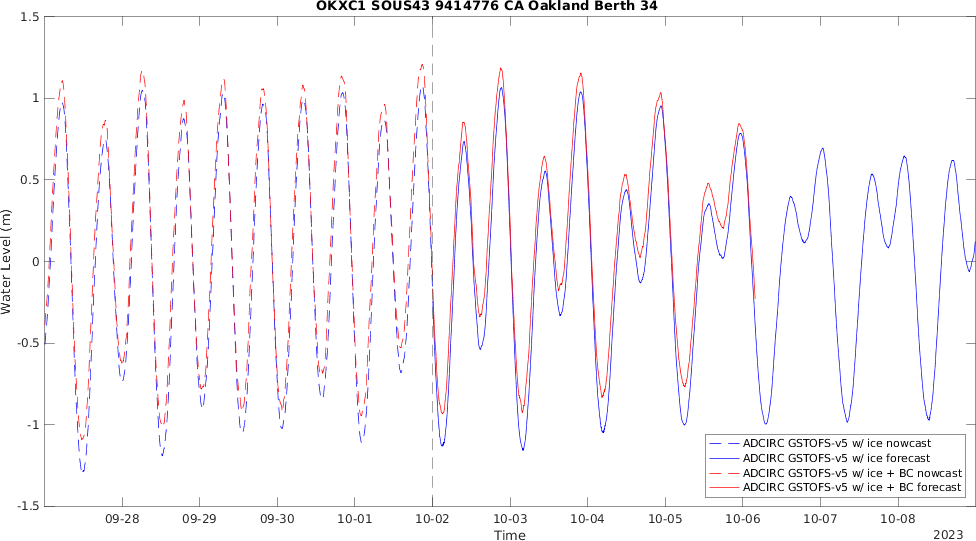 OKXC1 SOUS43 9414776 CA Oakland Berth 34
1.5
1
0.5
0
-0.5
-1
-1.5
Water Level (m)
09-28 09-29 09-30 10-01 10-02 10-03 10-04 10-05 10-06 10-07 10-08
Time
2023
ADCIRC GSTOFS-v5 w/ ice nowcast
ADCIRC GSTOFS-v5 w/ ice forecast
ADCIRC GSTOFS-v5 w/ ice + BC nowcast
ADCIRC GSTOFS-v5 w/ ice + BC forecast